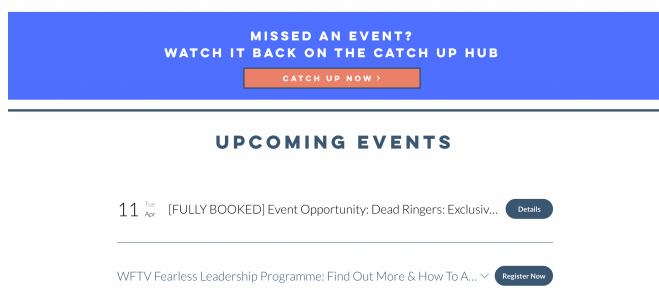 MISSED AN EVENT?
WATCH IT BACK ON THE CATCH UP HUB
CATCH UP NOW >
UPCOMING EVENTS
11 Tue Apr [FULLY BOOKED] Event Opportunity: Dead Ringers: Exclusiv... Details
WFTV Fearless Leadership Programme: Find Out More & How To A... Register Now